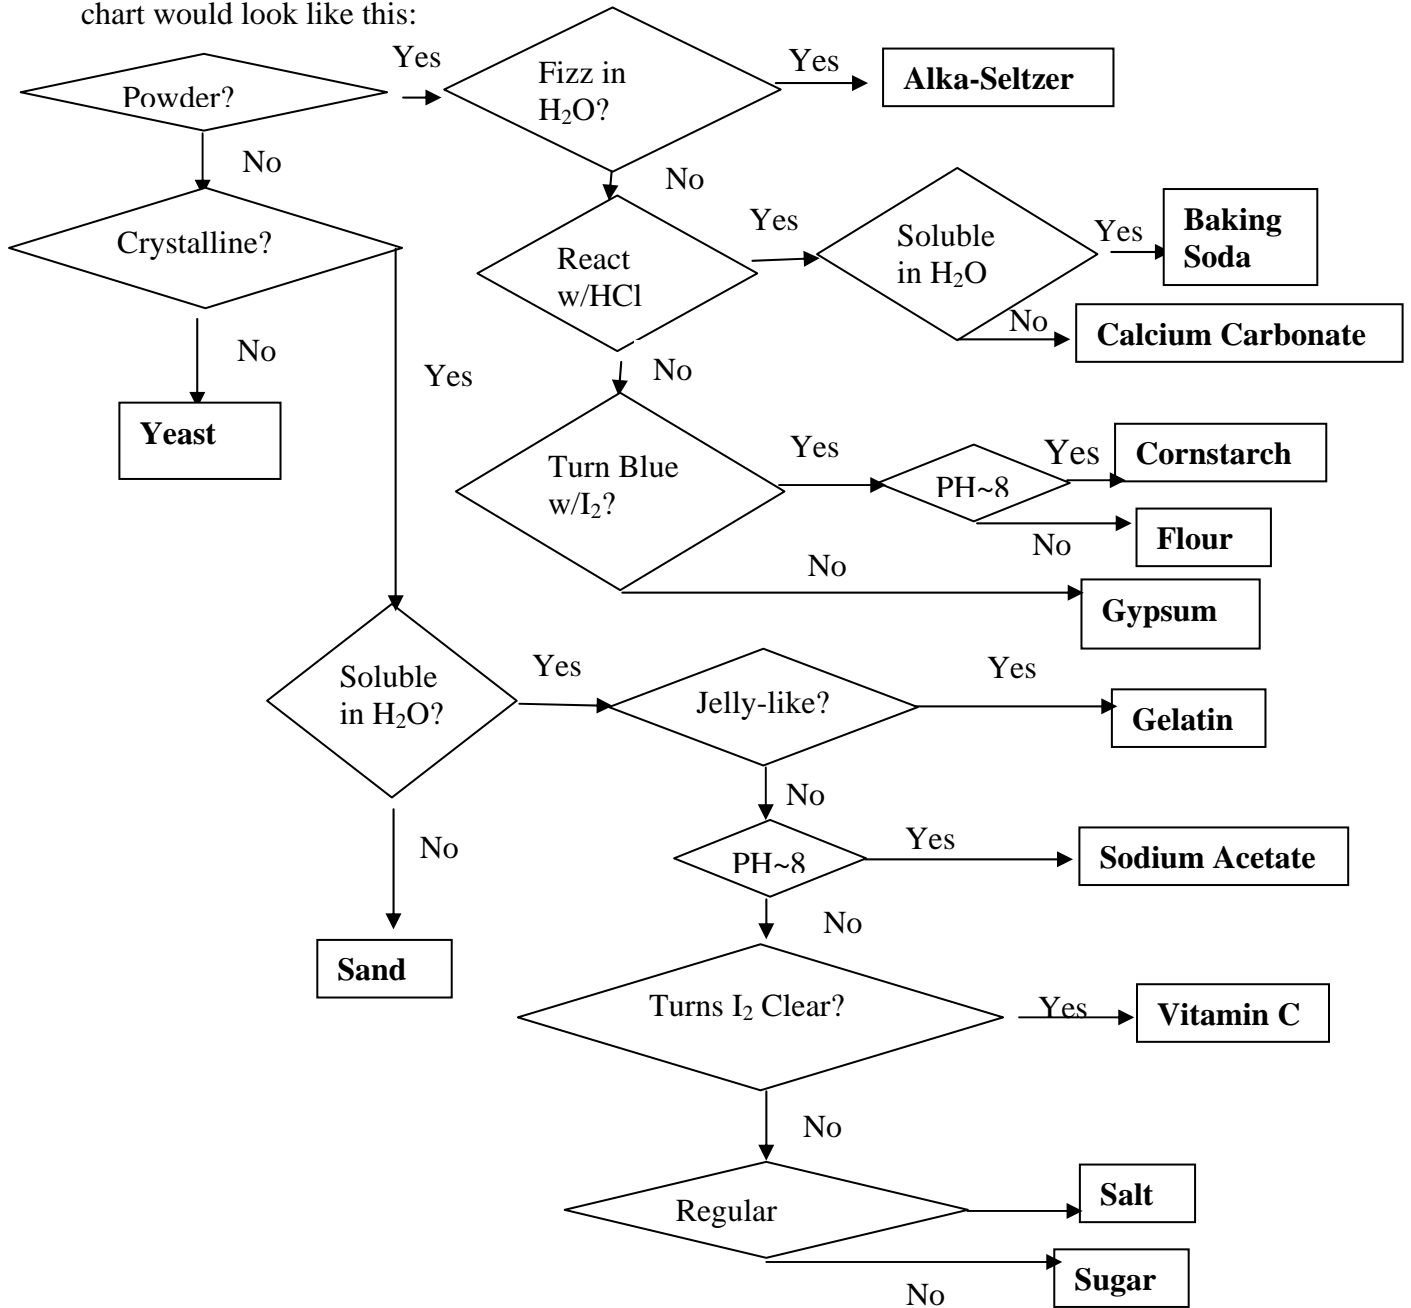 chart would look like this:
Yes
Powder?
Fizz in
H₂O?
Yes
Alka-Seltzer
No
No
Crystalline?
React
w/HCl
Yes
Soluble
in H₂O
Yes
Baking
Soda
No
Calcium Carbonate
No
Yes
No
Yeast
Turn Blue
w/I₂?
Yes
PH~8
Yes
Cornstarch
No
Flour
No
Gypsum
Soluble
in H₂O?
Yes
Jelly-like?
Yes
Gelatin
No
No
PH~8
Yes
Sodium Acetate
No
Sand
Turns I₂ Clear?
Yes
Vitamin C
No
Regular
Salt
No
Sugar